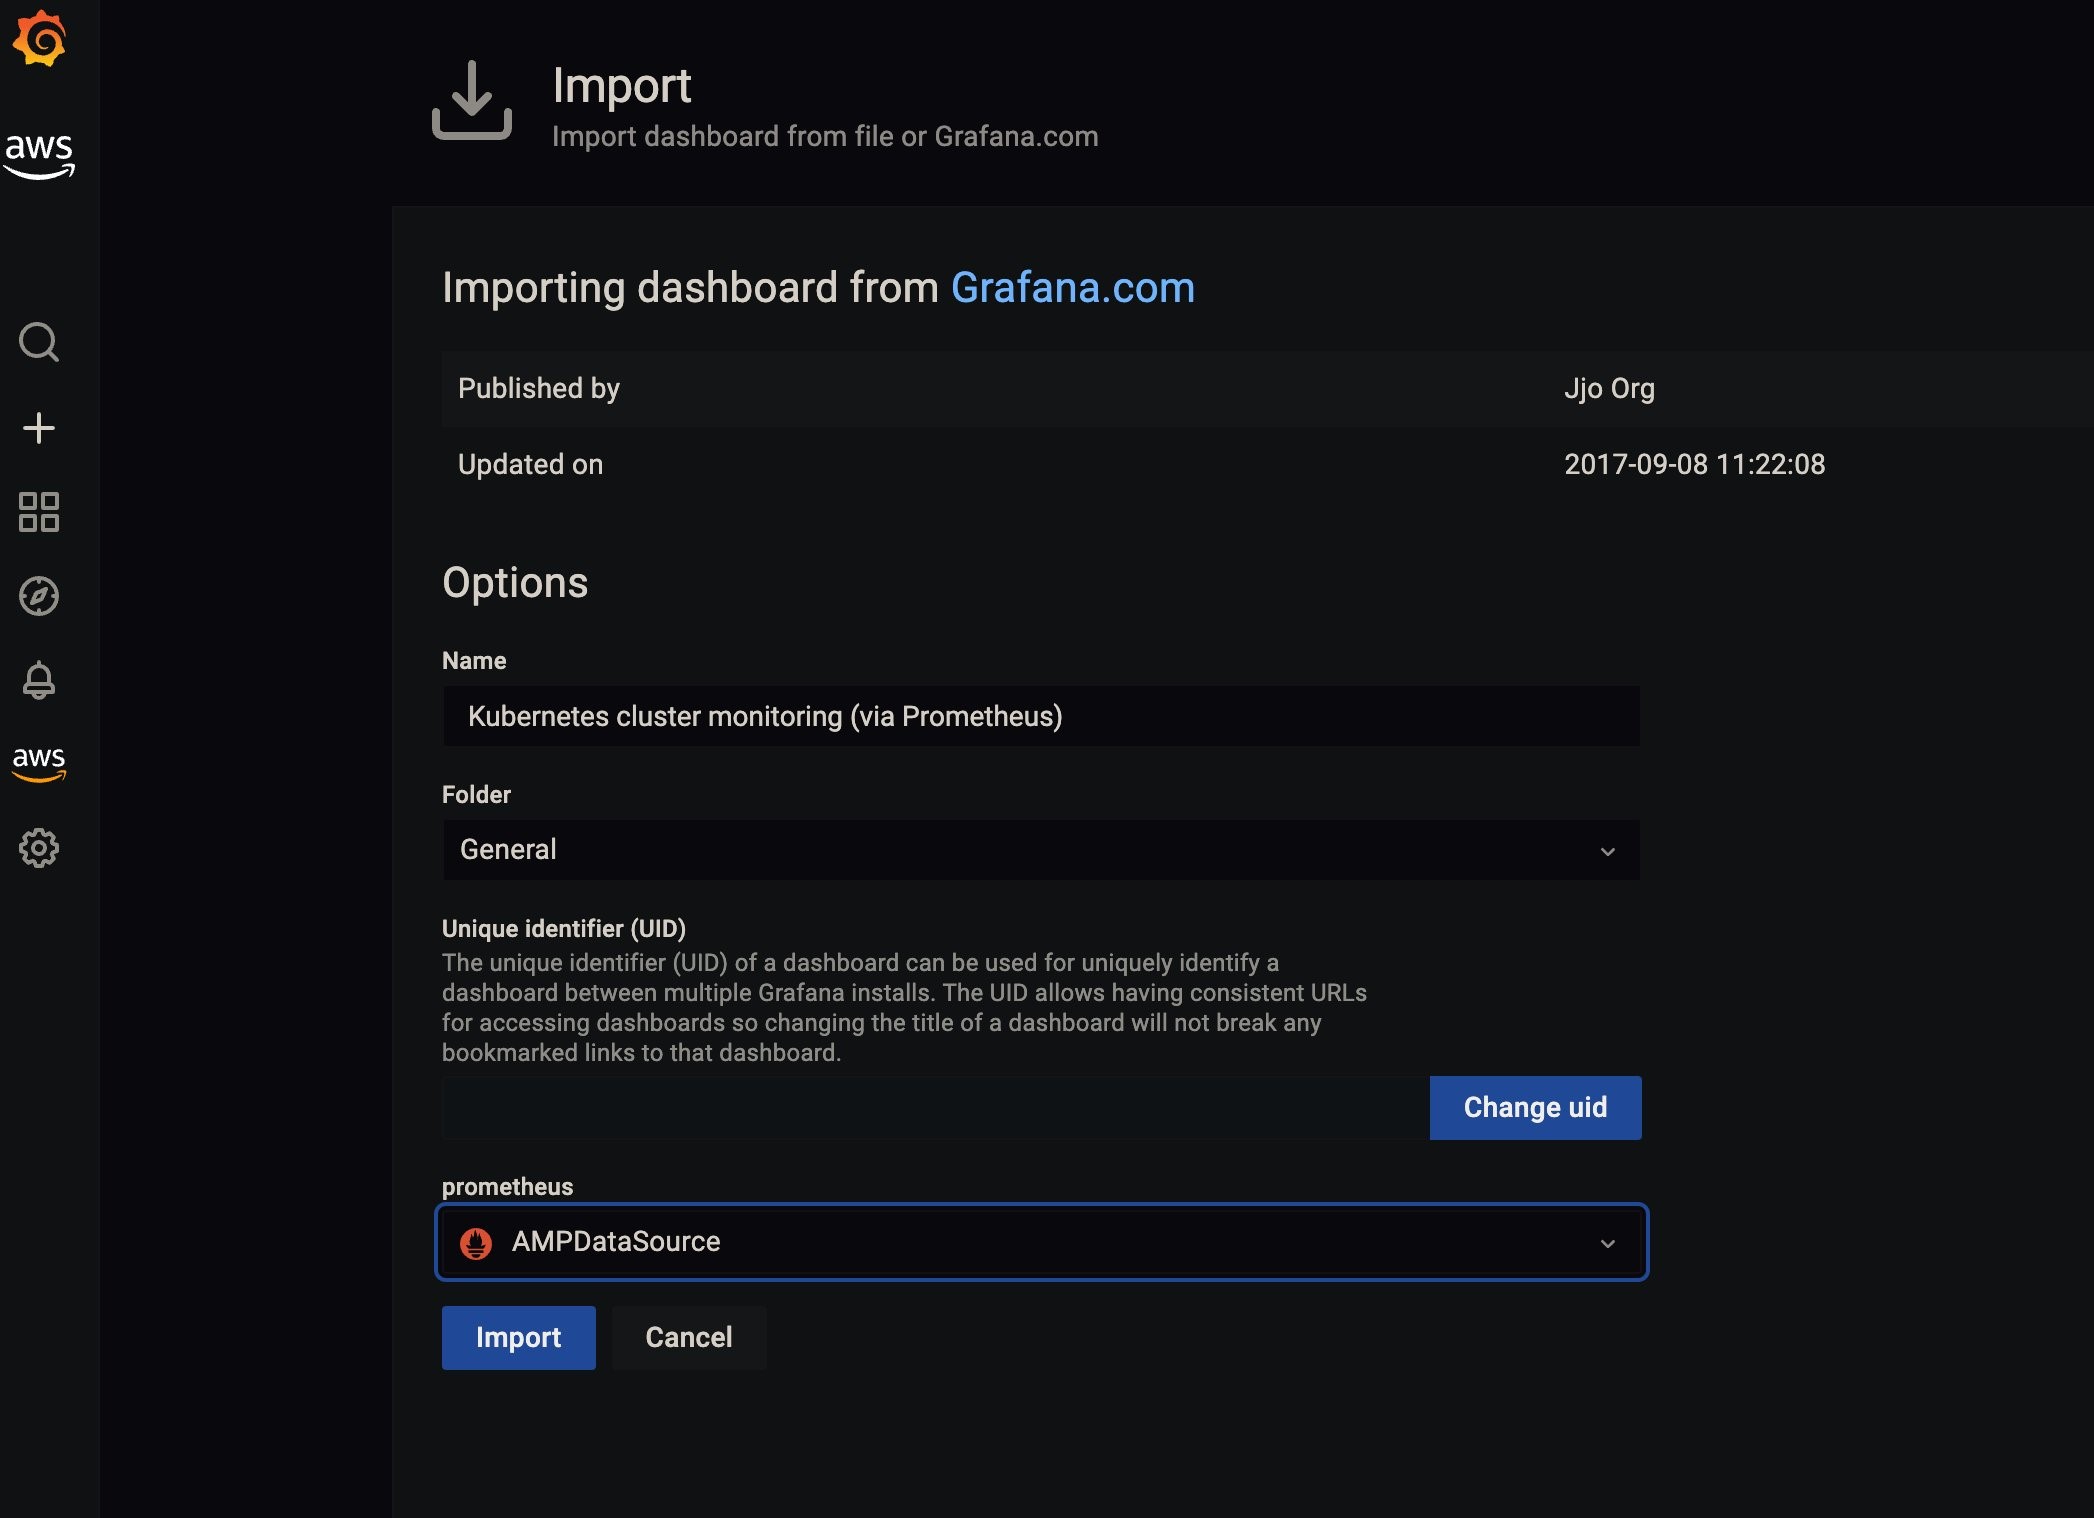 aws
aws
Import
Import dashboard from file or Grafana.com
Importing dashboard from Grafana.com
Published by Jjo Org
Updated on 2017-09-08 11:22:08
Options
Name
Kubernetes cluster monitoring (via Prometheus)
Folder
General
Unique identifier (UID)
The unique identifier (UID) of a dashboard can be used for uniquely identify a
dashboard between multiple Grafana installs. The UID allows having consistent URLs
for accessing dashboards so changing the title of a dashboard will not break any
bookmarked links to that dashboard.
Change uid
prometheus
AMPDataSource
Import Cancel